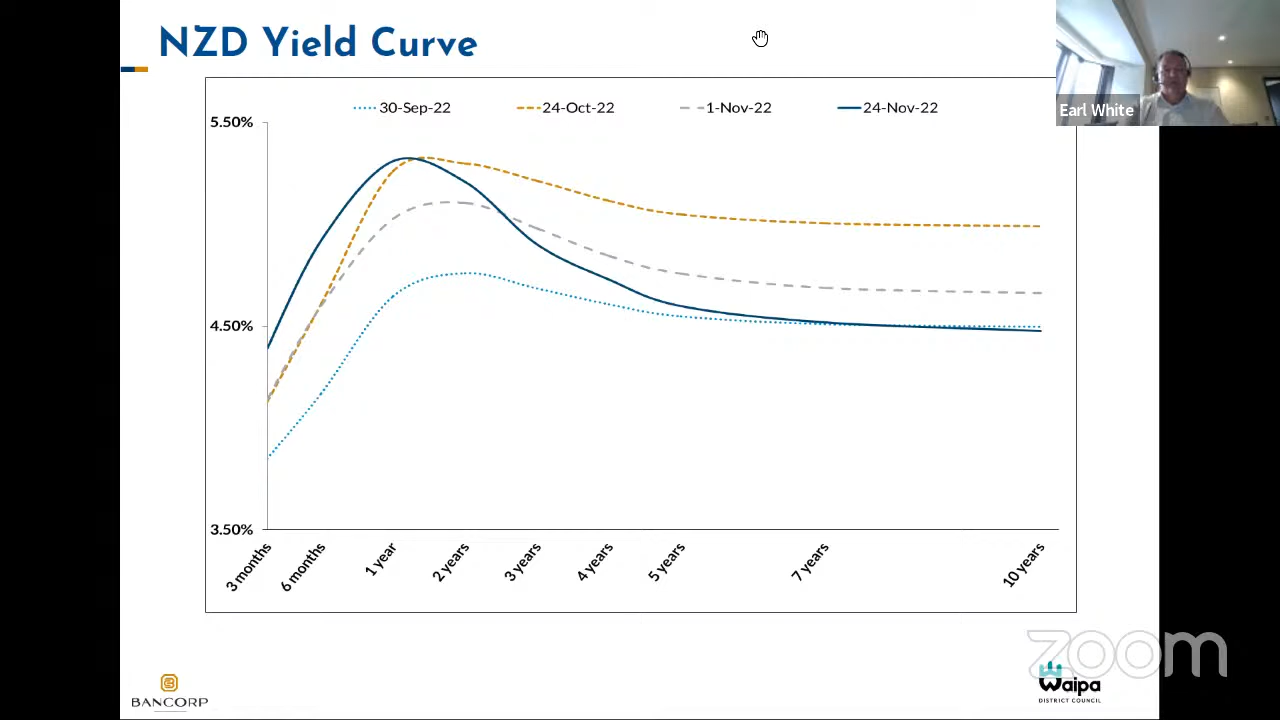 NZD Yield Curve
Earl White
30-Sep-22 24-Oct-22 1-Nov-22 24-Nov-22
5.50%
4.50%
3.50%
3 months 6 months 1 year 2 years 3 years 4 years 5 years 7 years 10 years
zoom
BANCORP
Waipa
DISTRICT COUNCIL